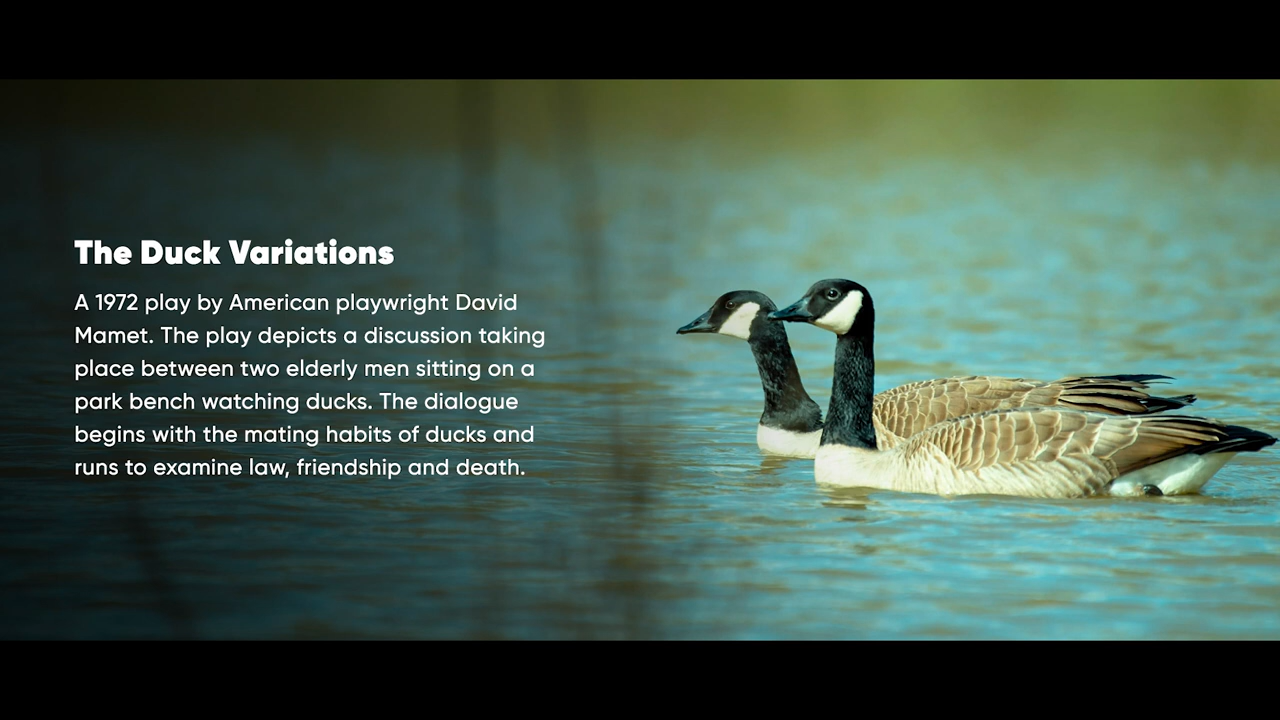 The Duck Variations
A 1972 play by American playwright David
Mamet. The play depicts a discussion taking
place between two elderly men sitting on a
park bench watching ducks. The dialogue
begins with the mating habits of ducks and
runs to examine law, friendship and death.